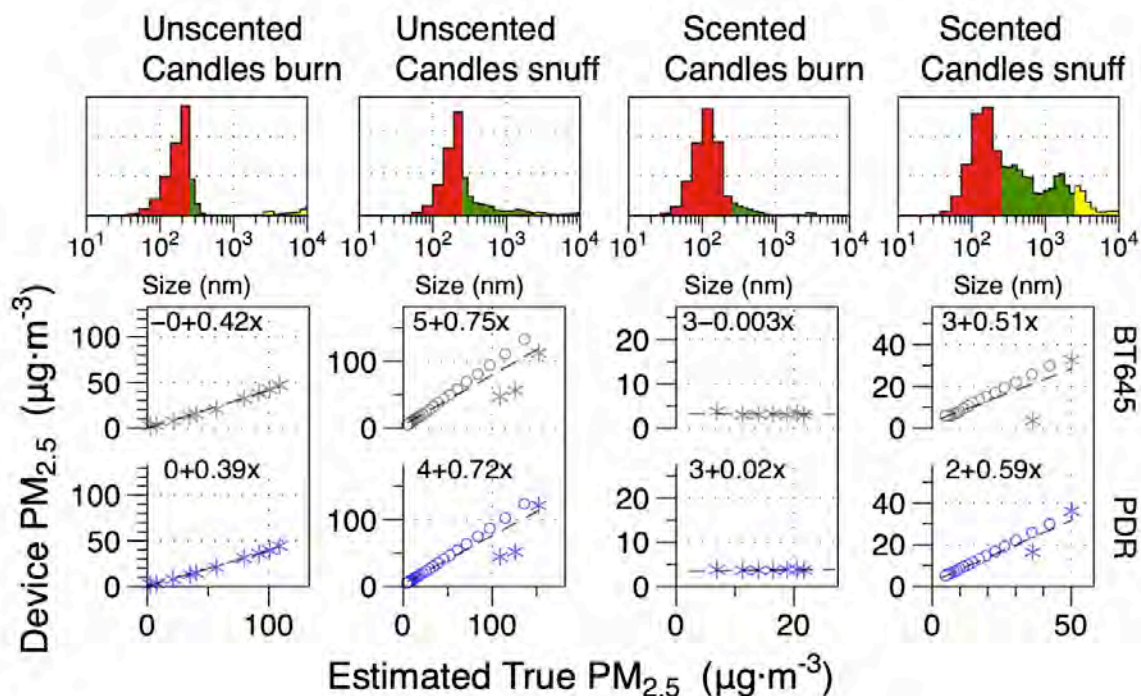 Unscented Unscented Scented Scented
Candles burn Candles snuff Candles burn Candles snuff
10¹ 10² 10³ 10⁴ 10¹ 10² 10³ 10⁴ 10¹ 10² 10³ 10⁴ 10¹ 10² 10³ 10⁴
Size (nm) Size (nm) Size (nm) Size (nm)
−0+0.42x 5+0.75x 3−0.003x 3+0.51x
100 50 0
100 0
20 10 0
40 20 0
BT645
0+0.39x 4+0.72x 3+0.02x 2+0.59x
100 50 0
100 0
20 10 0
40 20 0
PDR
0 100 0 100 0 20 0 50
Device PM₂.₅ (µg·m⁻³)
Estimated True PM₂.₅ (µg·m⁻³)